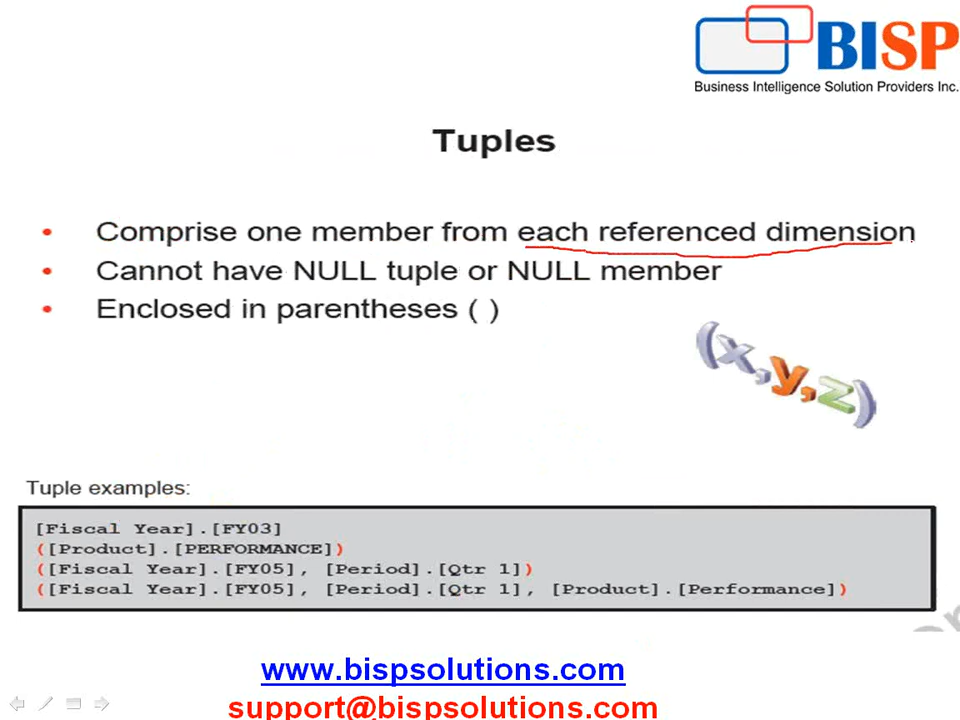 BISP
Business Intelligence Solution Providers Inc.
Tuples
• Comprise one member from each referenced dimension
• Cannot have NULL tuple or NULL member
• Enclosed in parentheses ( )
(x,y,z)
Tuple examples:
[Fiscal Year].[FY03]
([Product].[PERFORMANCE])
([Fiscal Year].[FY05], [Period].[Qtr 1])
([Fiscal Year].[FY05], [Period].[Qtr 1], [Product].[Performance])
www.bispsolutions.com
support@bispsolutions.com